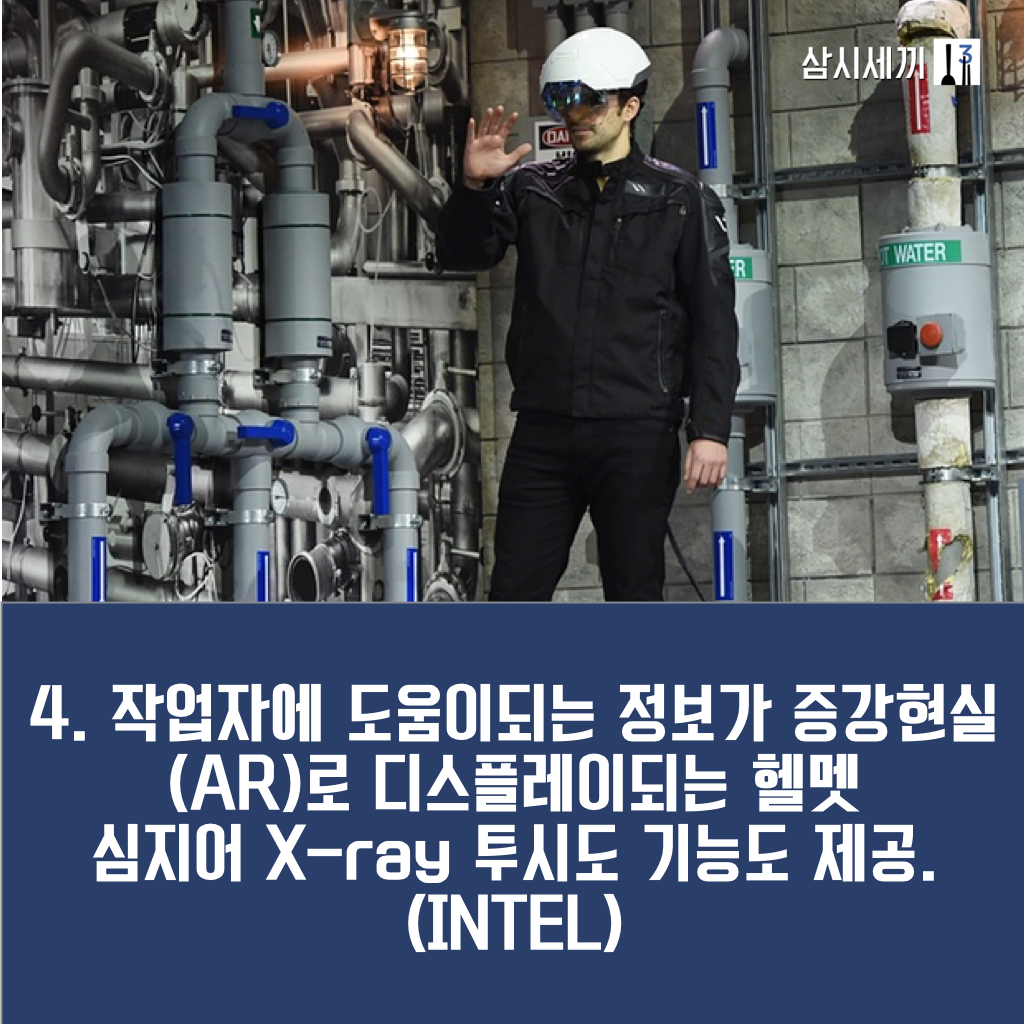 삼시세끼 3
HOT WATER
4. 작업자에 도움이되는 정보가 증강현실
(AR)로 디스플레이되는 헬멧
심지어 X-ray 투시도 기능도 제공.
(INTEL)